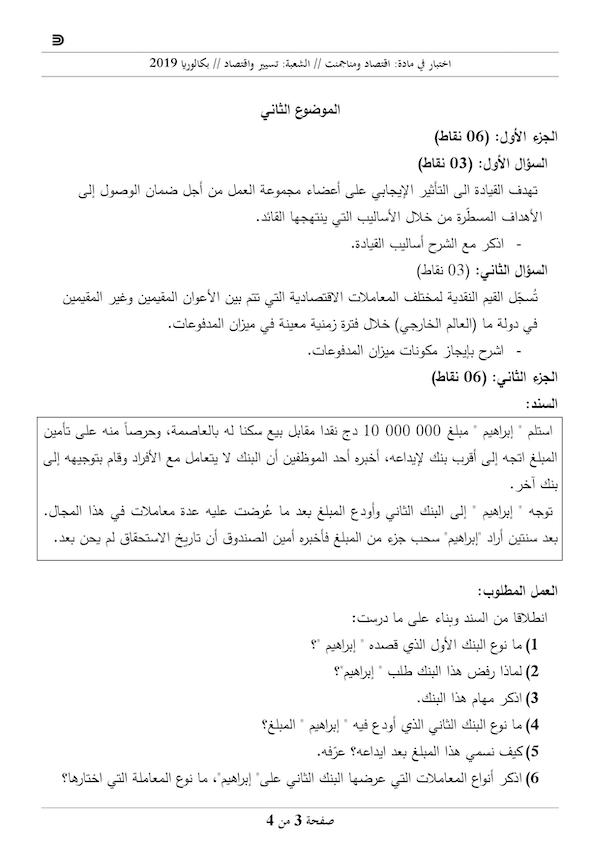 اختبار في مادة: اقتصاد ومناجمنت // الشعبة: تسيير واقتصاد // بكالوريا 2019
الموضوع الثاني
الجزء الأول: (06 نقاط)
السؤال الأول: (03 نقاط)
تهدف القيادة الى التأثير الإيجابي على أعضاء مجموعة العمل من أجل ضمان الوصول إلى
الأهداف المسطّرة من خلال الأساليب التي ينتهجها القائد.
- اذكر مع الشرح أساليب القيادة.
السؤال الثاني: (03 نقاط)
تُسجّل القيم النقدية لمختلف المعاملات الاقتصادية التي تتم بين الأعوان المقيمين وغير المقيمين
في دولة ما (العالم الخارجي) خلال فترة زمنية معينة في ميزان المدفوعات.
- اشرح بإيجاز مكونات ميزان المدفوعات.
الجزء الثاني: (06 نقاط)
السند:
استلم " إبراهيم " مبلغ 000 000 10 دج نقدا مقابل بيع سكنا له بالعاصمة، وحرصاً منه على تأمين
المبلغ اتجه إلى أقرب بنك لإيداعه، أخبره أحد الموظفين أن البنك لا يتعامل مع الأفراد وقام بتوجيهه إلى
بنك آخر.
توجه " إبراهيم " إلى البنك الثاني وأودع المبلغ بعد ما عُرضت عليه عدة معاملات في هذا المجال.
بعد سنتين أراد "إبراهيم" سحب جزء من المبلغ فأخبره أمين الصندوق أن تاريخ الاستحقاق لم يحن بعد.
العمل المطلوب:
انطلاقا من السند وبناء على ما درست:
1) ما نوع البنك الأول الذي قصده " إبراهيم "؟
2) لماذا رفض هذا البنك طلب " إبراهيم"؟
3) اذكر مهام هذا البنك.
4) ما نوع البنك الثاني الذي أودع فيه " إبراهيم " المبلغ؟
5) كيف نسمي هذا المبلغ بعد ايداعه؟ عرّفه.
6) اذكر أنواع المعاملات التي عرضها البنك الثاني على" إبراهيم"، ما نوع المعاملة التي اختارها؟
صفحة 3 من 4